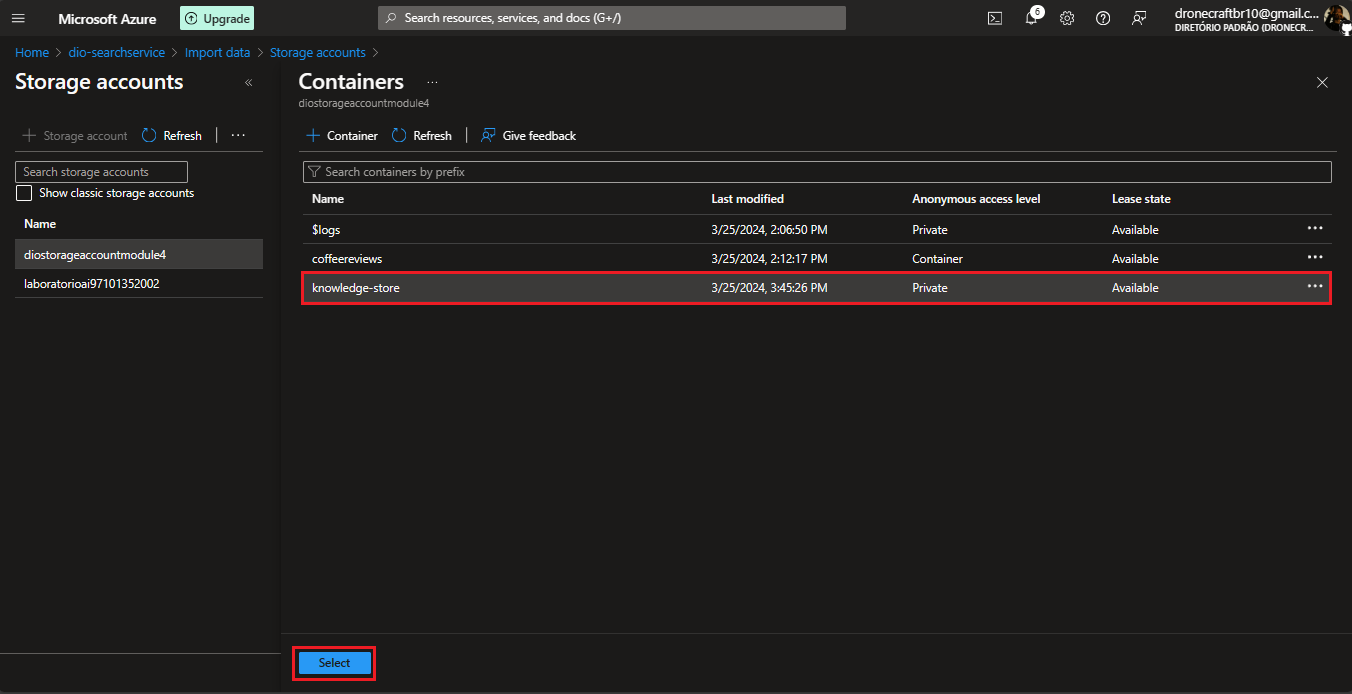 Microsoft Azure
Upgrade
Search resources, services, and docs (G+/)
6
dronecraftbr10@gmail.c...
DIRETÓRIO PADRÃO (DRONECR...
Home > dio-searchservice > Import data > Storage accounts >
Storage accounts «
Containers ...
diostorageaccountmodule4
+ Storage account Refresh | ...
+ Container Refresh | Give feedback
Search storage accounts
Show classic storage accounts
Name
diostorageaccountmodule4
laboratorioai97101352002
Search containers by prefix
Name Last modified Anonymous access level Lease state
$logs 3/25/2024, 2:06:50 PM Private Available ...
coffeereviews 3/25/2024, 2:12:17 PM Container Available ...
knowledge-store 3/25/2024, 3:45:26 PM Private Available ...
Select